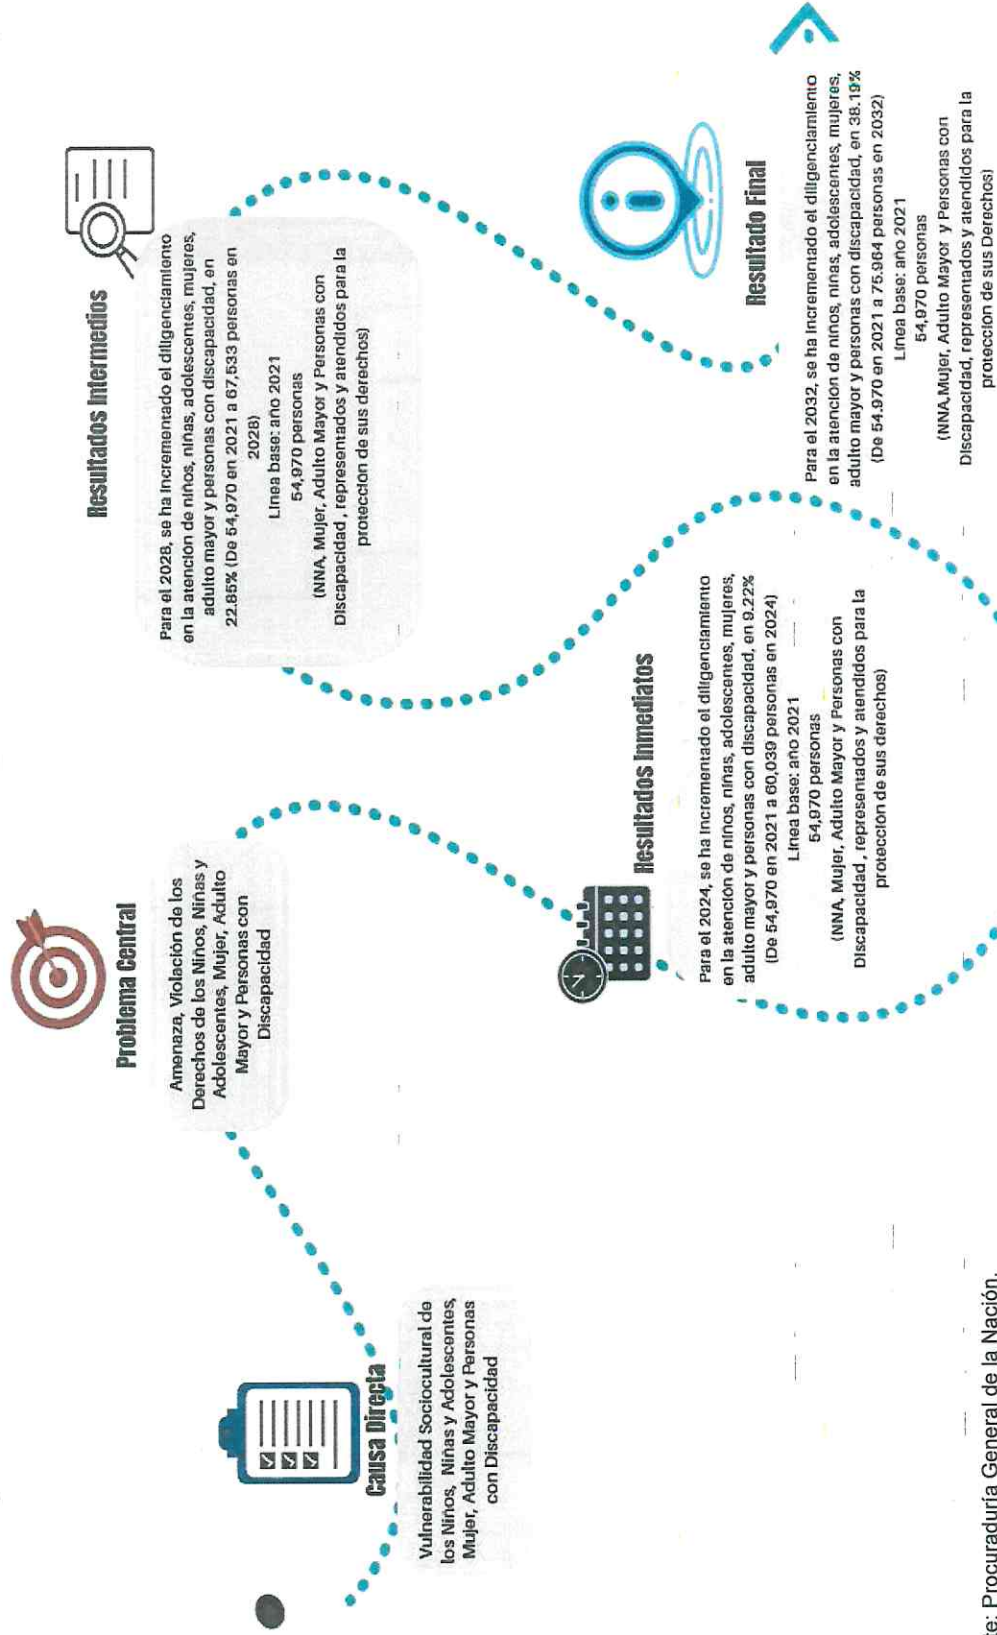 Causa Directa
Vulnerabilidad Sociocultural de
los Niños, Niñas y Adolescentes,
Mujer, Adulto Mayor y Personas
con Discapacidad
Problema Central
Amenaza, Violación de los
Derechos de los Niños, Niñas y
Adolescentes, Mujer, Adulto
Mayor y Personas con
Discapacidad
Resultados Inmediatos
Para el 2024, se ha incrementado el diligenciamiento
en la atención de niños, niñas, adolescentes, mujeres,
adulto mayor y personas con discapacidad, en 9.22%
(De 54,970 en 2021 a 60,039 personas en 2024)
Línea base: año 2021
54,970 personas
(NNA, Mujer, Adulto Mayor y Personas con
Discapacidad , representados y atendidos para la
protección de sus derechos)
Resultados Intermedios
Para el 2028, se ha incrementado el diligenciamiento
en la atención de niños, niñas, adolescentes, mujeres,
adulto mayor y personas con discapacidad, en
22.85% (De 54,970 en 2021 a 67,533 personas en
2028)
Línea base: año 2021
54,970 personas
(NNA, Mujer, Adulto Mayor y Personas con
Discapacidad , representados y atendidos para la
proteccion de sus derechos)
Resultado Final
Para el 2032, se ha incrementado el diligenciamiento
en la atención de niños, niñas, adolescentes, mujeres,
adulto mayor y personas con discapacidad, en 38.19%
(De 54.970 en 2021 a 75.964 personas en 2032)
Línea base: año 2021
54,970 personas
(NNA,Mujer, Adulto Mayor y Personas con
Discapacidad, representados y atendidos para la
proteccion de sus Derechos)
te: Procuraduría General de la Nación.